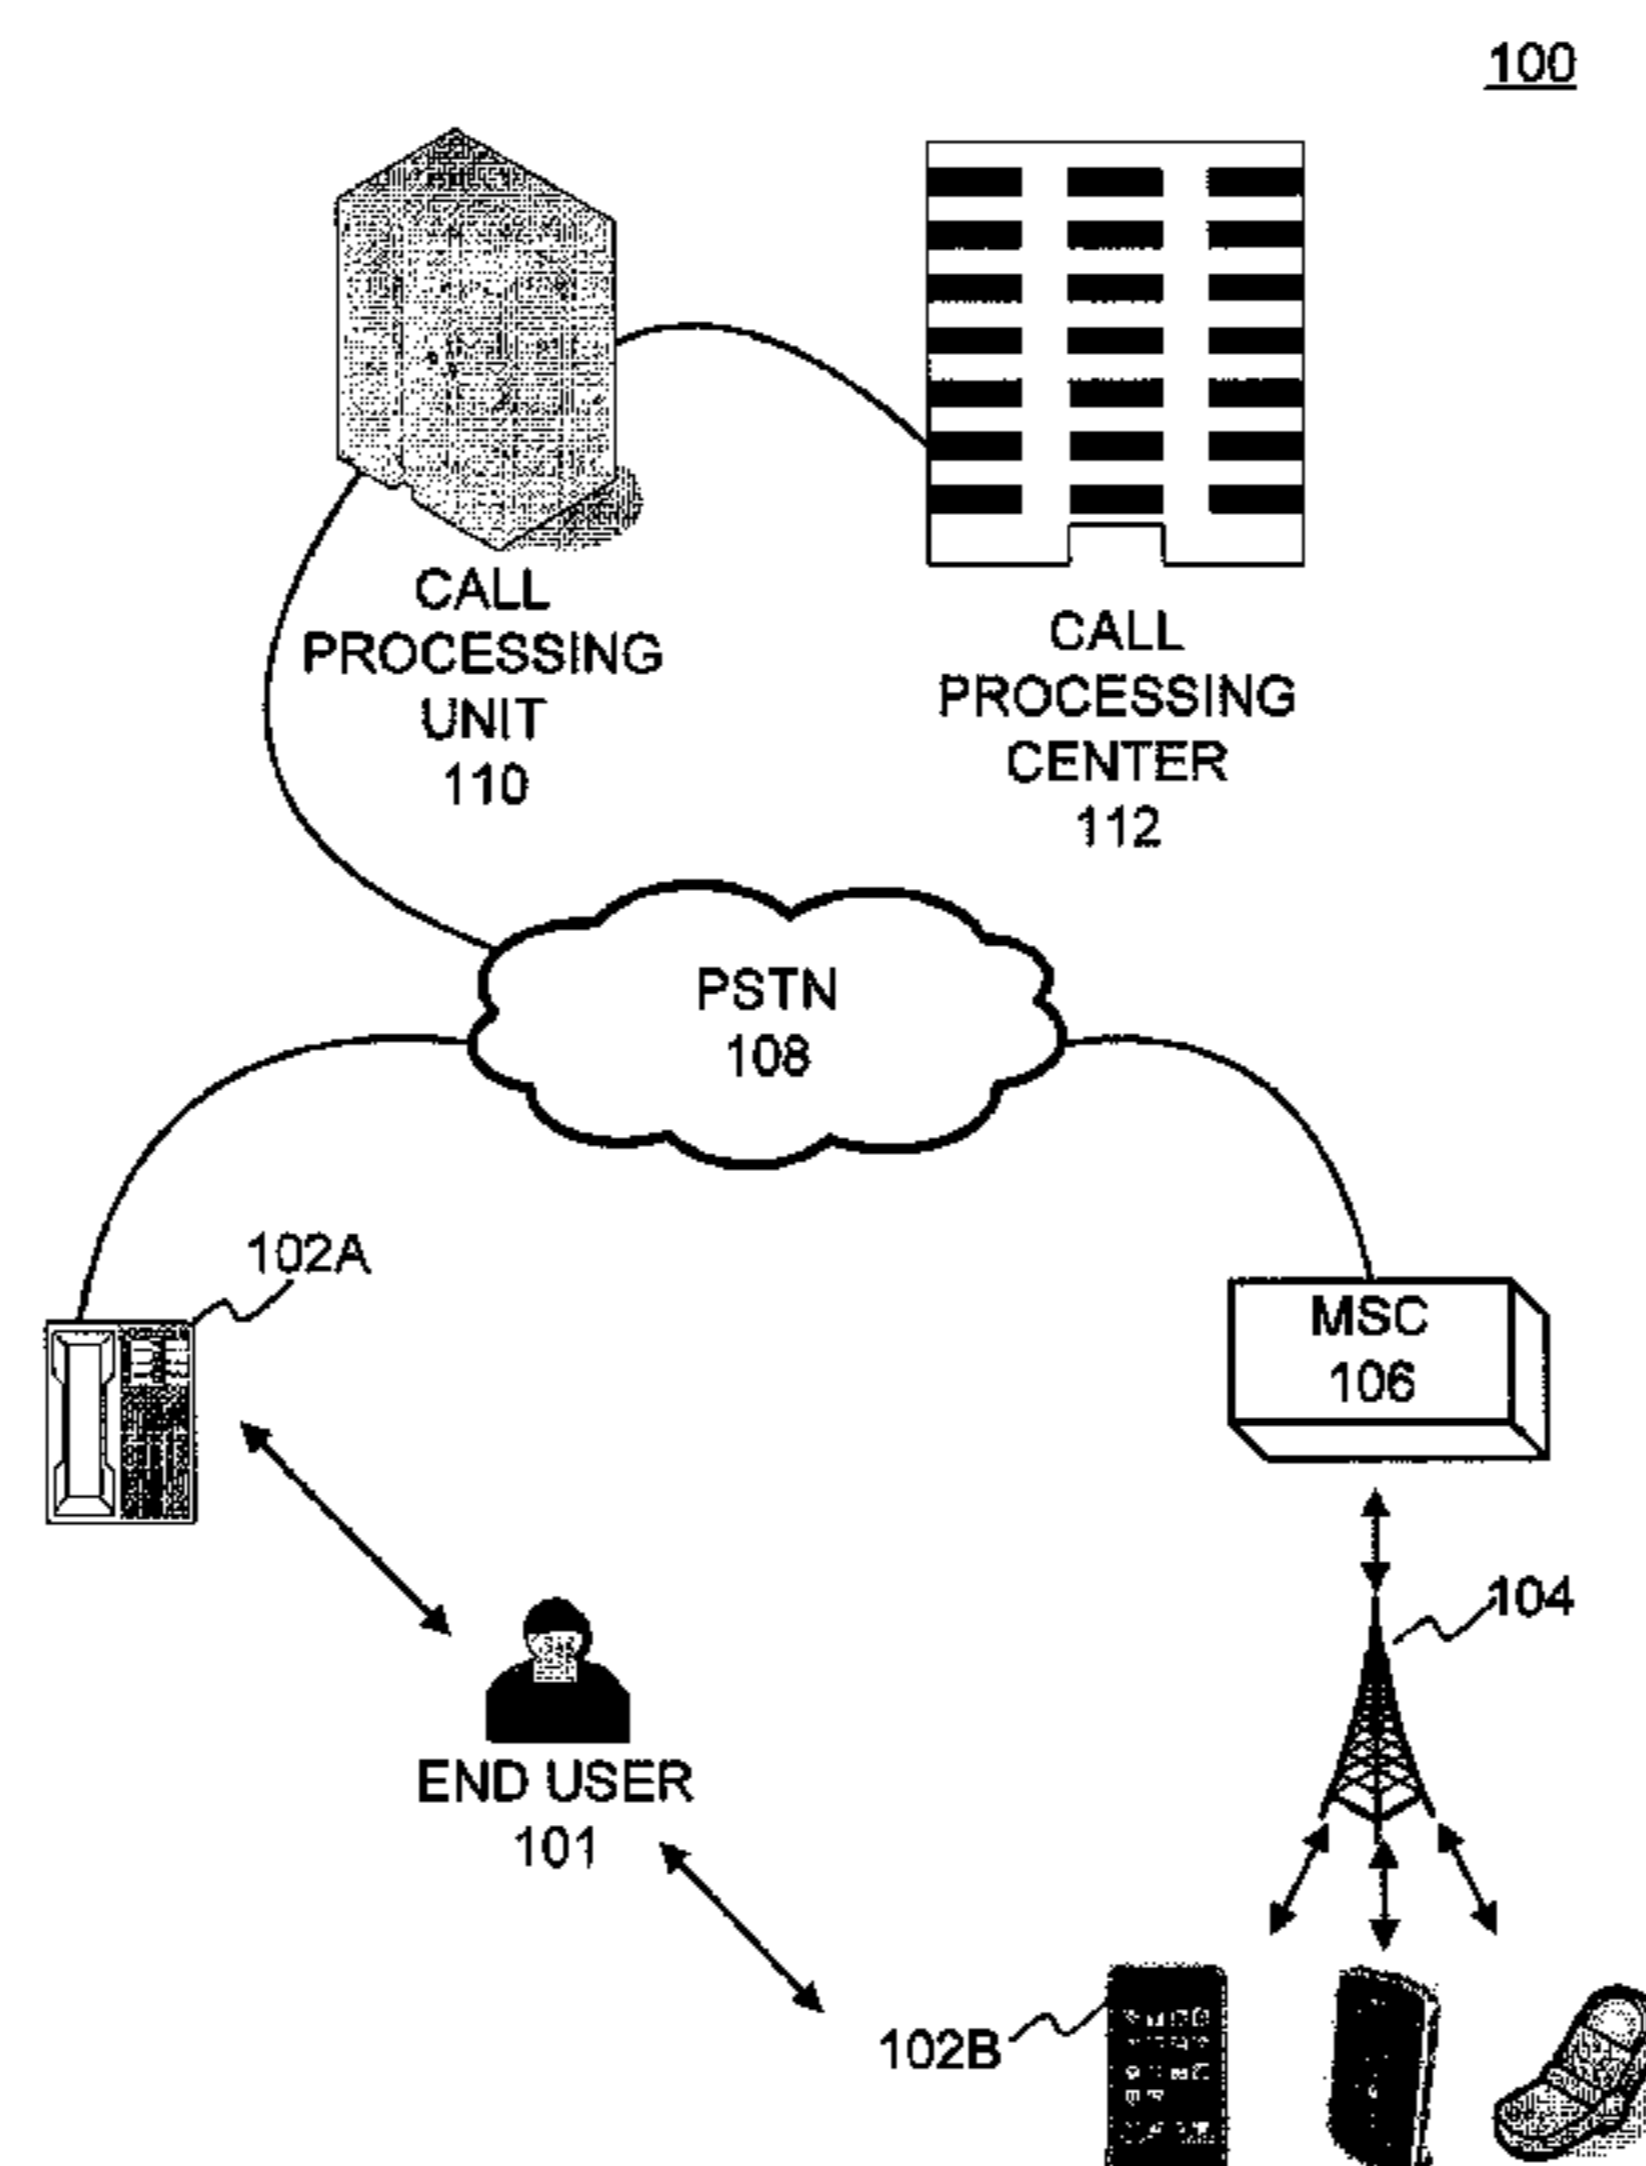 100
CALL
PROCESSING
UNIT
110
CALL
PROCESSING
CENTER
112
PSTN
108
102A
MSC
106
104
END USER
101
102B